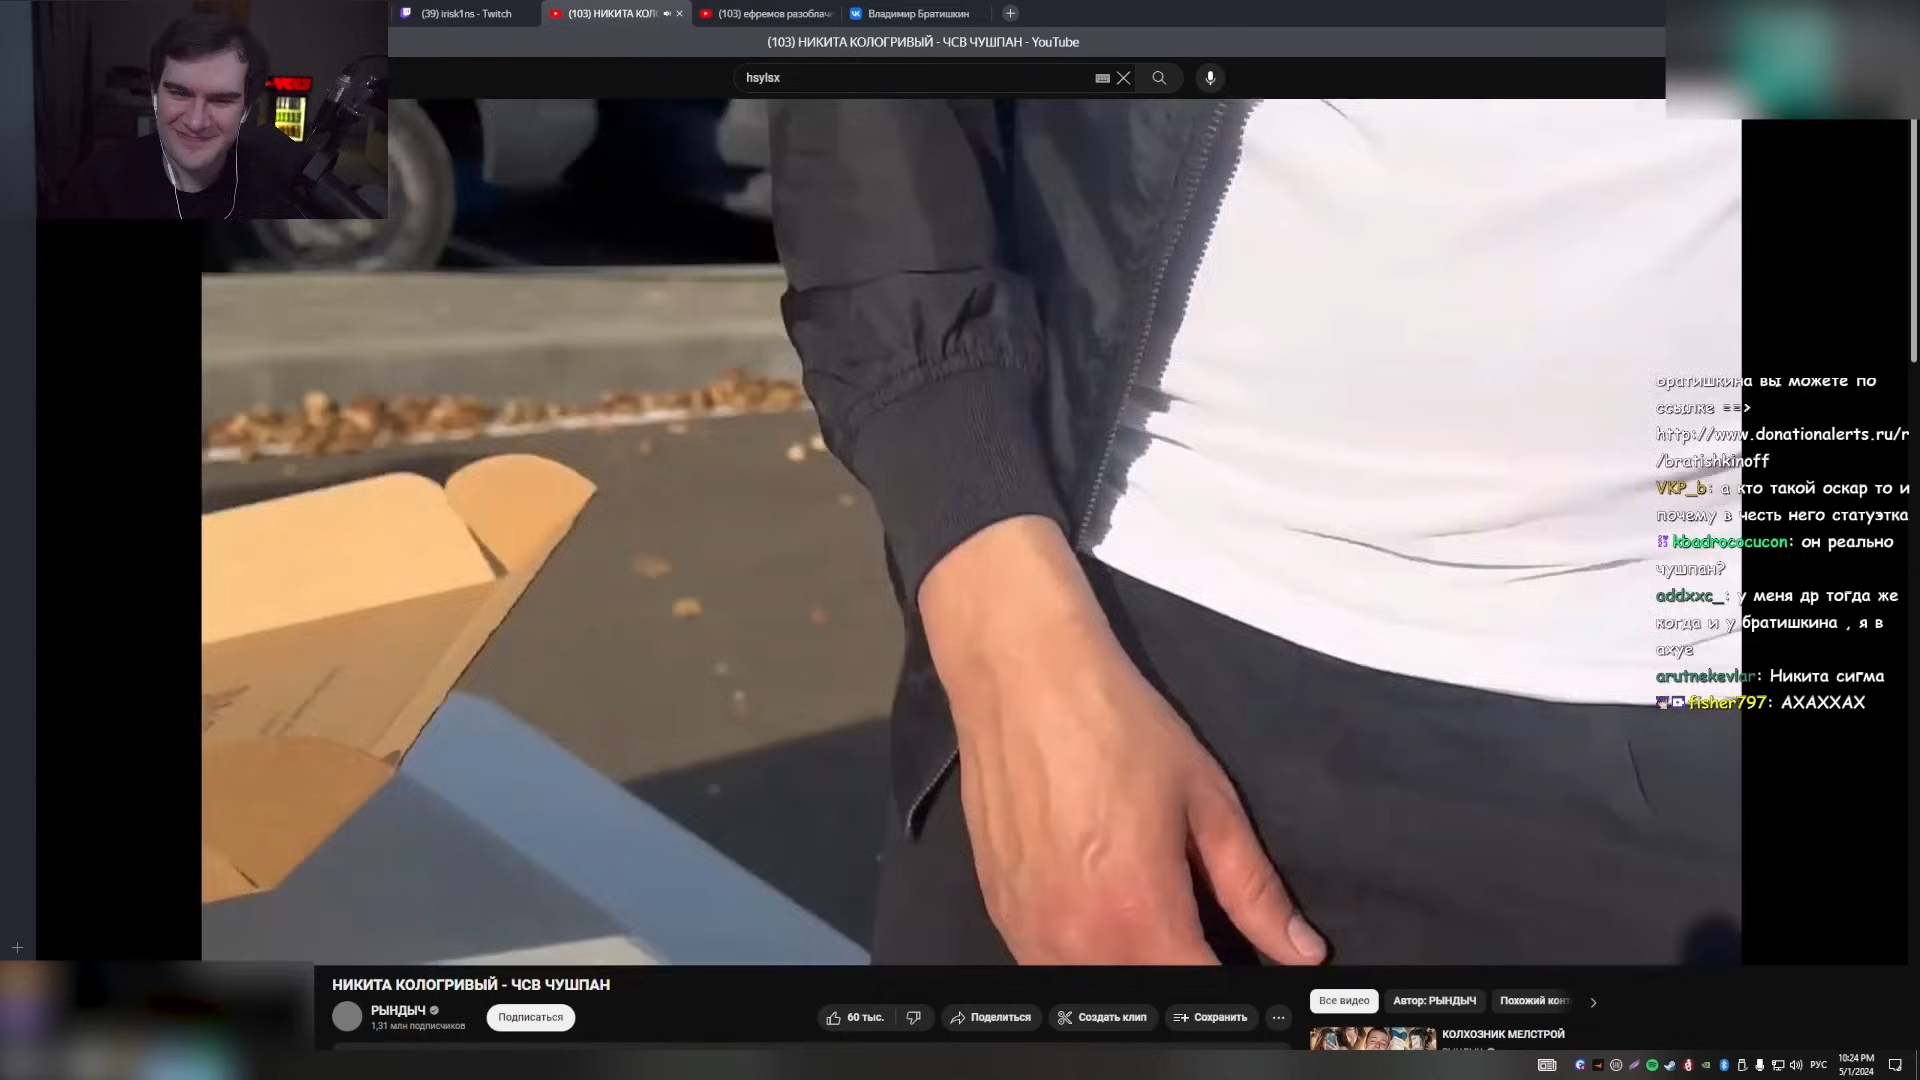 (39) irisk1ns - Twitch
(103) НИКИТА КОЛ
(103) ефремов разоблаче
Владимир Братишкин
(103) НИКИТА КОЛОГРИВЫЙ - ЧСВ ЧУШПАН - YouTube
hsylsx
братишкина вы можете по
ссылке ==>
http://www.donationalerts.ru/r
/bratishkinoff
VKP_b: а кто такой оскар то и
почему в честь него статуэтка
kbadrococucon: он реально
чушпан?
addxxc_: у меня др тогда же
когда и у братишкина , я в
ахуе
arutnekevlar: Никита сигма
fisher797: АХАХХАХ
НИКИТА КОЛОГРИВЫЙ - ЧСВ ЧУШПАН
РЫНДЫЧ
1,31 млн подписчиков
Подписаться
60 тыс.
Поделиться
Создать клип
Сохранить
Все видео
Автор: РЫНДЫЧ
Похожий конт
КОЛХОЗНИК МЕЛСТРОЙ
РУС
10:24 PM
5/1/2024